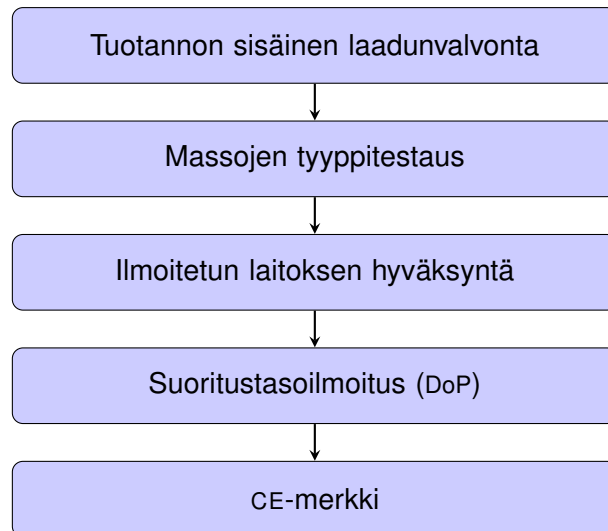 Tuotannon sisäinen laadunvalvonta
Massojen tyyppitestaus
Ilmoitetun laitoksen hyväksyntä
Suoritustasoilmoitus (DoP)
CE-merkki